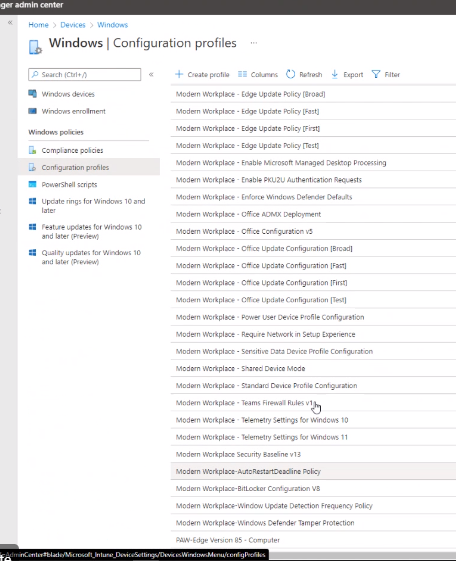 ger admin center
Home > Devices > Windows
Windows | Configuration profiles ...
Search (Ctrl+/)
«
Windows devices
Windows enrollment
Windows policies
Compliance policies
Configuration profiles
PowerShell scripts
Update rings for Windows 10 and
later
Feature updates for Windows 10
and later (Preview)
Quality updates for Windows 10
and later (Preview)
+ Create profile Columns Refresh Export Filter
Modern Workplace - Edge Update Policy [Broad]
Modern Workplace - Edge Update Policy [Fast]
Modern Workplace - Edge Update Policy [First]
Modern Workplace - Edge Update Policy [Test]
Modern Workplace - Enable Microsoft Managed Desktop Processing
Modern Workplace - Enable PKU2U Authentication Requests
Modern Workplace - Enforce Windows Defender Defaults
Modern Workplace - Office ADMX Deployment
Modern Workplace - Office Configuration v5
Modern Workplace - Office Update Configuration [Broad]
Modern Workplace - Office Update Configuration [Fast]
Modern Workplace - Office Update Configuration [First]
Modern Workplace - Office Update Configuration [Test]
Modern Workplace - Power User Device Profile Configuration
Modern Workplace - Require Network in Setup Experience
Modern Workplace - Sensitive Data Device Profile Configuration
Modern Workplace - Shared Device Mode
Modern Workplace - Standard Device Profile Configuration
Modern Workplace - Teams Firewall Rules
Modern Workplace - Telemetry Settings for Windows 10
Modern Workplace - Telemetry Settings for Windows 11
Modern Workplace Security Baseline v13
Modern Workplace-AutoRestartDeadline Policy
Modern Workplace-BitLocker Configuration V8
Modern Workplace-Window Update Detection Frequency Policy
Modern Workplace-Windows Defender Tamper Protection
PAW-Edge Version 85 - Computer
AdminCenter#blade/Microsoft_Intune_DeviceSettings/DevicesWindowsMenu/configProfiles